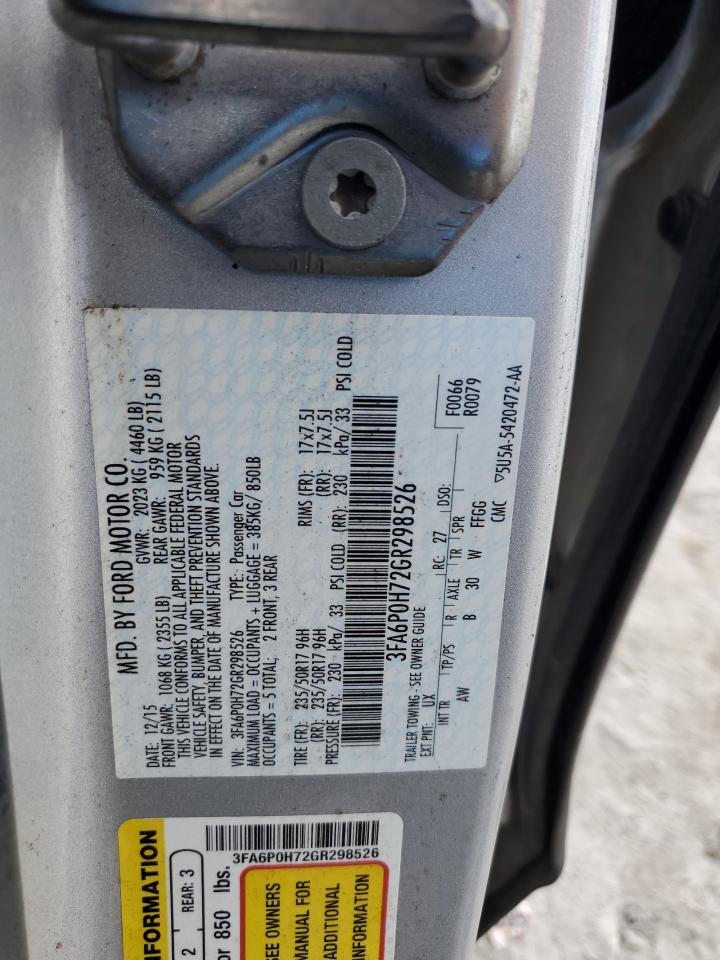 MFD. BY FORD MOTOR CO.
DATE: 12/15 GVWR: 2023 KG ( 4460 LB)
FRONT GAWR: 1068 KG ( 2355 LB) REAR GAWR: 959 KG ( 2115 LB)
THIS VEHICLE CONFORMS TO ALL APPLICABLE FEDERAL MOTOR
VEHICLE SAFETY, BUMPER, AND THEFT PREVENTION STANDARDS
IN EFFECT ON THE DATE OF MANUFACTURE SHOWN ABOVE.
VIN: 3FA6P0H72GR298526 TYPE: Passenger Car
MAXIMUM LOAD = OCCUPANTS + LUGGAGE = 385KG/ 850LB
OCCUPANTS = 5 TOTAL; 2 FRONT, 3 REAR
TIRE (FR): 235/50R17 96H RIMS (FR): 17x7.5J
(RR): 235/50R17 96H (RR): 17x7.5J
PRESSURE (FR): 230 kPa/ 33 PSI COLD (RR): 230 kPa/ 33 PSI COLD
3FA6P0H72GR298526
TRAILER TOWING - SEE OWNER GUIDE
EXT PNT: UX RC: 27 DSO: F0066
R0079
INT TR TP/PS R AXLE TR SPR
AW B 30 W FFGG
CMC ▽5U5A-5420472-AA
3FA6P0H72GR298526
NFORMATION
2 REAR: 3
or 850 lbs.
SEE OWNERS
MANUAL FOR
ADDITIONAL
INFORMATION